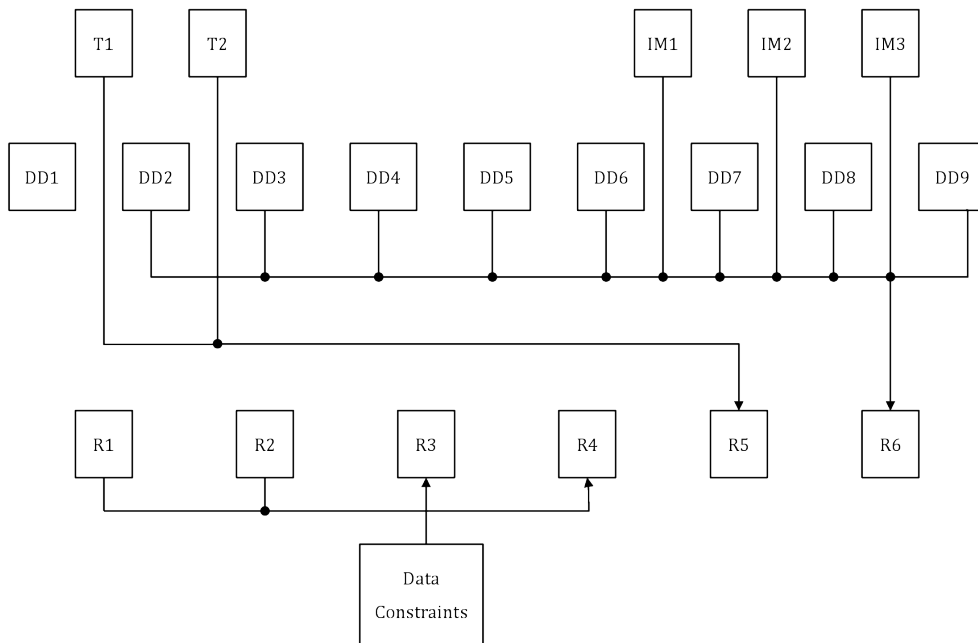 T1
T2
IM1
IM2
IM3
DD1
DD2
DD3
DD4
DD5
DD6
DD7
DD8
DD9
R1
R2
R3
R4
R5
R6
Data
Constraints